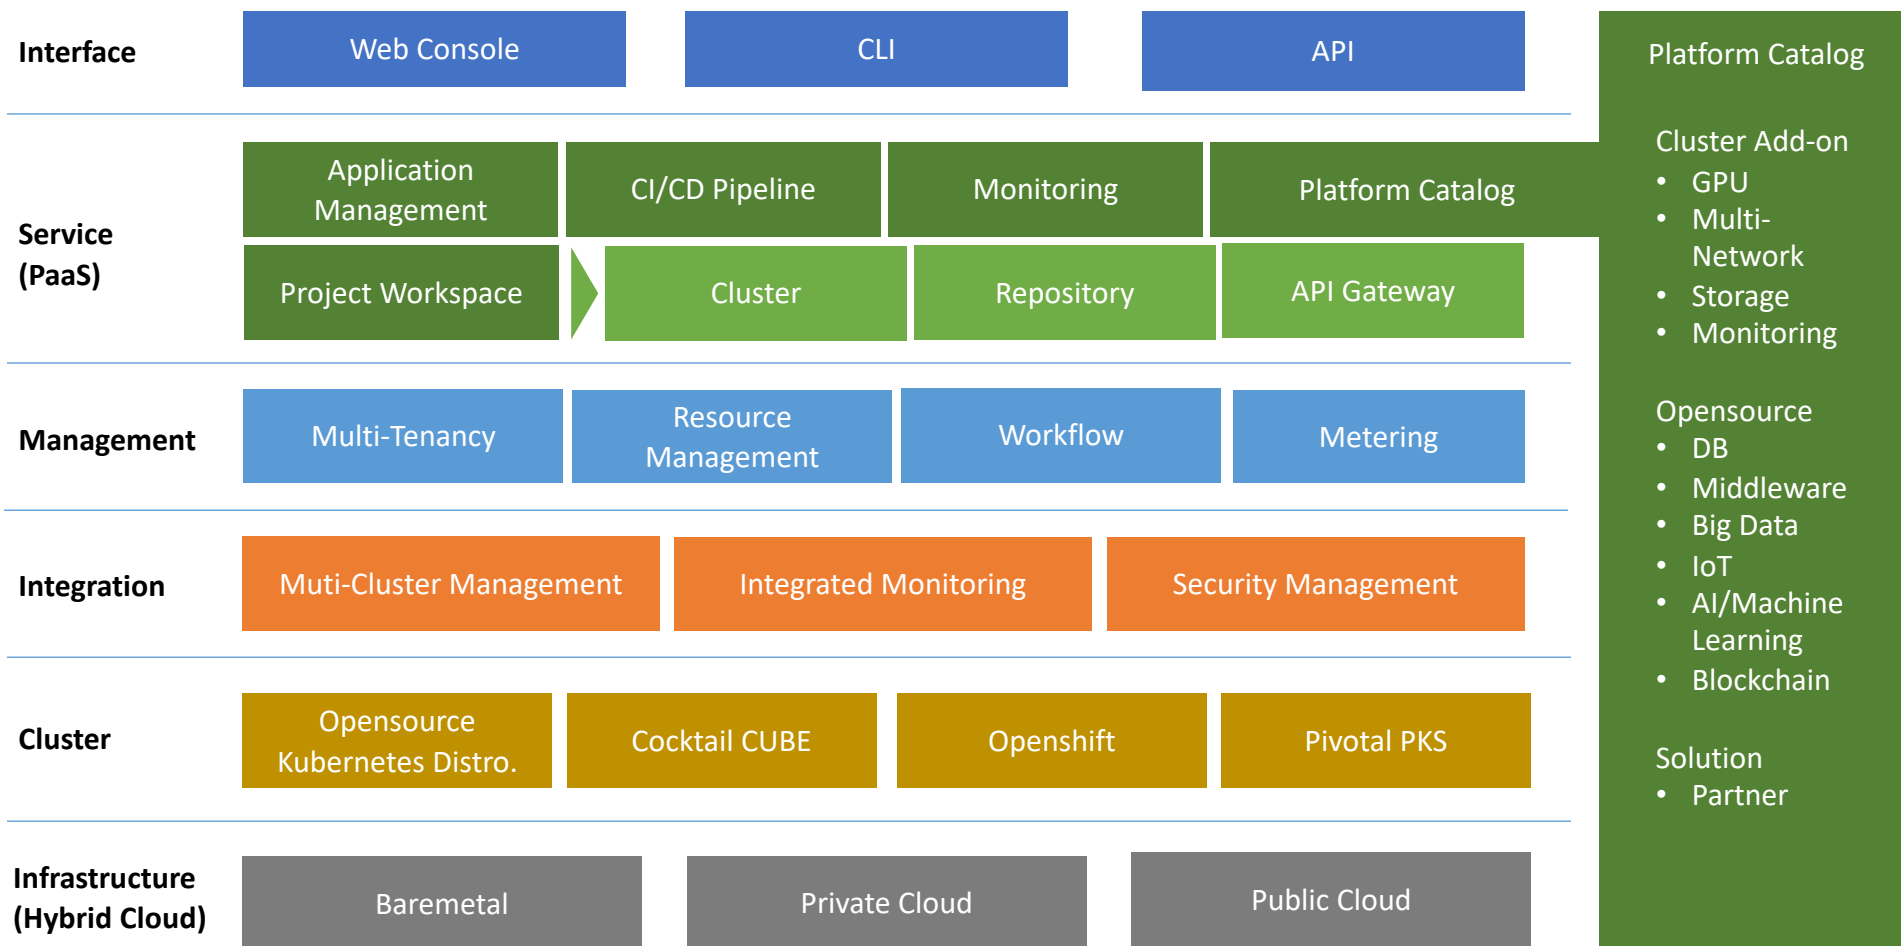 Interface
Web Console
CLI
API
Service
(PaaS)
Application
Management
CI/CD Pipeline
Monitoring
Platform Catalog
Project Workspace
Cluster
Repository
API Gateway
Management
Multi-Tenancy
Resource
Management
Workflow
Metering
Integration
Muti-Cluster Management
Integrated Monitoring
Security Management
Cluster
Opensource
Kubernetes Distro.
Cocktail CUBE
Openshift
Pivotal PKS
Infrastructure
(Hybrid Cloud)
Baremetal
Private Cloud
Public Cloud
Platform Catalog
Cluster Add-on
• GPU
• Multi-
Network
• Storage
• Monitoring
Opensource
• DB
• Middleware
• Big Data
• IoT
• AI/Machine
Learning
• Blockchain
Solution
• Partner